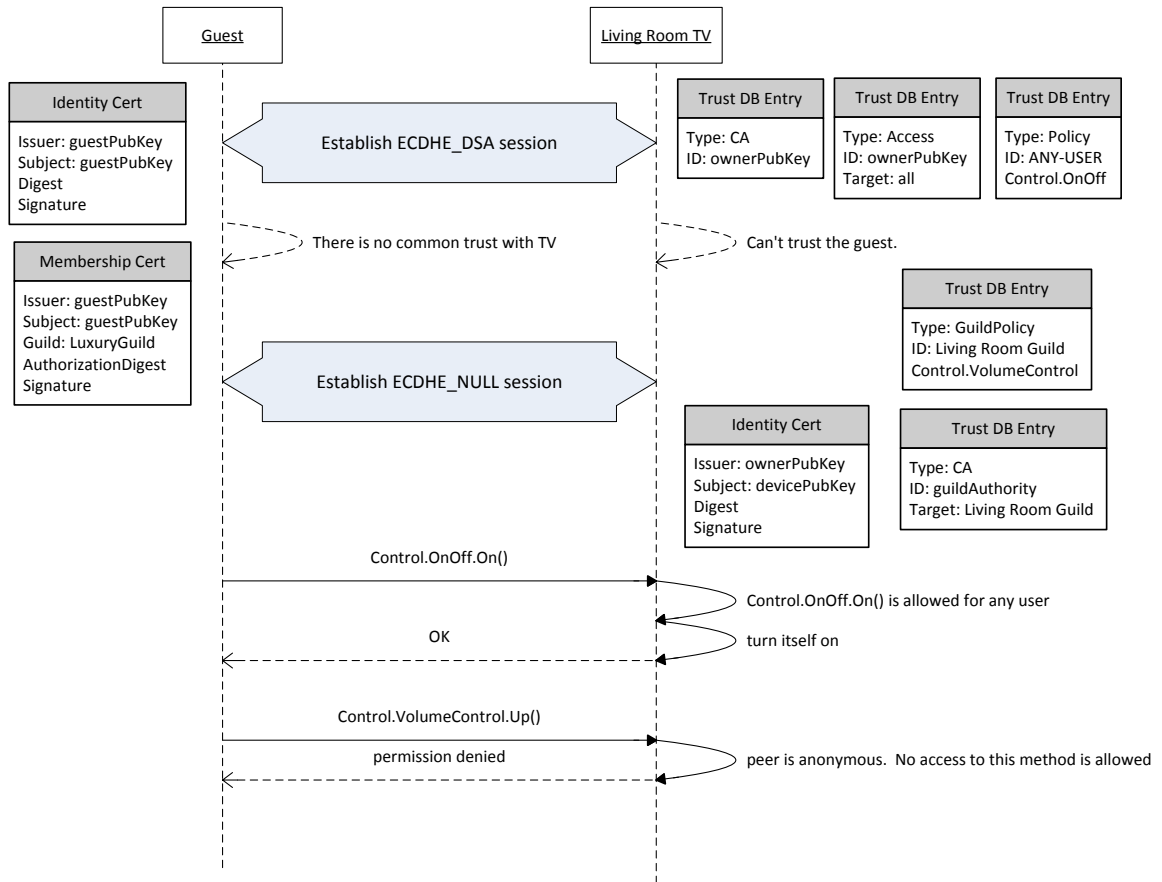 Guest
Living Room TV
Identity Cert
Issuer: guestPubKey
Subject: guestPubKey
Digest
Signature
Establish ECDHE_DSA session
Trust DB Entry
Type: CA
ID: ownerPubKey
Trust DB Entry
Type: Access
ID: ownerPubKey
Target: all
Trust DB Entry
Type: Policy
ID: ANY-USER
Control.OnOff
There is no common trust with TV
Can't trust the guest.
Membership Cert
Issuer: guestPubKey
Subject: guestPubKey
Guild: LuxuryGuild
AuthorizationDigest
Signature
Trust DB Entry
Type: GuildPolicy
ID: Living Room Guild
Control.VolumeControl
Establish ECDHE_NULL session
Identity Cert
Issuer: ownerPubKey
Subject: devicePubKey
Digest
Signature
Trust DB Entry
Type: CA
ID: guildAuthority
Target: Living Room Guild
Control.OnOff.On()
Control.OnOff.On() is allowed for any user
OK
turn itself on
Control.VolumeControl.Up()
permission denied
peer is anonymous.  No access to this method is allowed